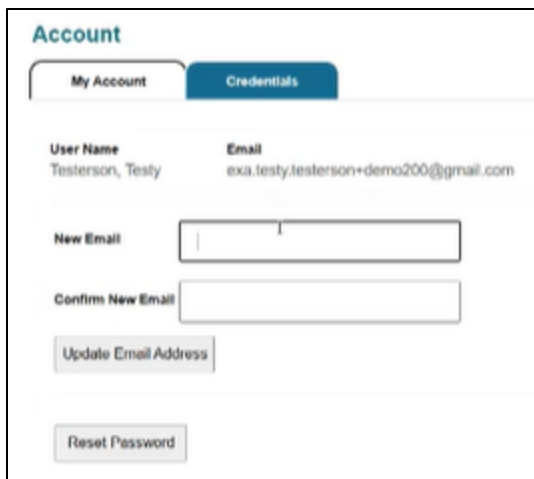 Account
My Account Credentials
User Name Email
Testerson, Testy exa.testy.testerson+demo200@gmail.com
New Email
Confirm New Email
Update Email Address
Reset Password